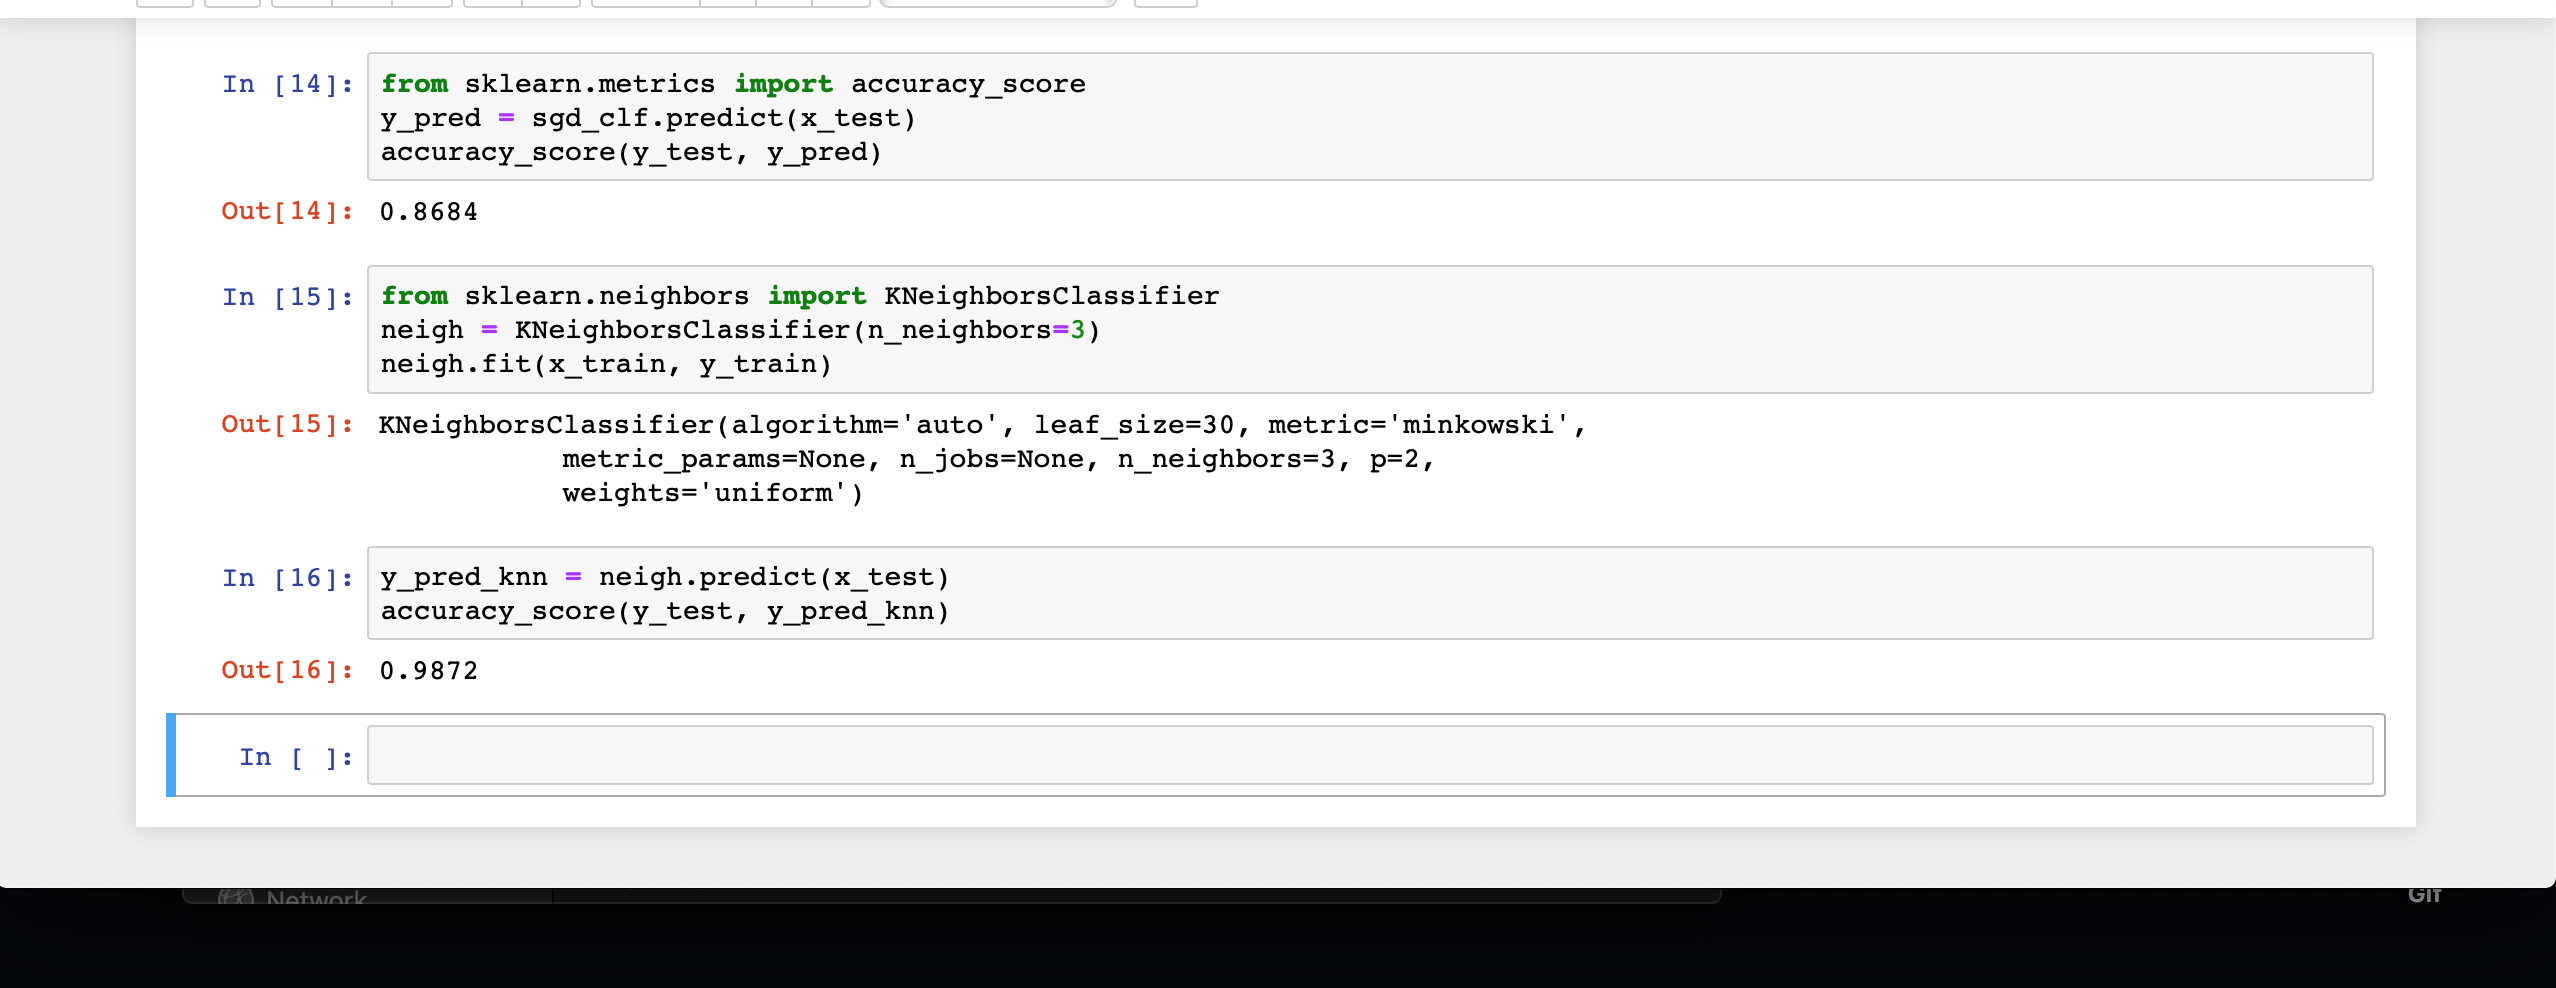 In [14]:
from sklearn.metrics import accuracy_score
y_pred = sgd_clf.predict(x_test)
accuracy_score(y_test, y_pred)
Out[14]: 0.8684
In [15]:
from sklearn.neighbors import KNeighborsClassifier
neigh = KNeighborsClassifier(n_neighbors=3)
neigh.fit(x_train, y_train)
Out[15]: KNeighborsClassifier(algorithm='auto', leaf_size=30, metric='minkowski',
metric_params=None, n_jobs=None, n_neighbors=3, p=2,
weights='uniform')
In [16]:
y_pred_knn = neigh.predict(x_test)
accuracy_score(y_test, y_pred_knn)
Out[16]: 0.9872
In [ ]:
Network